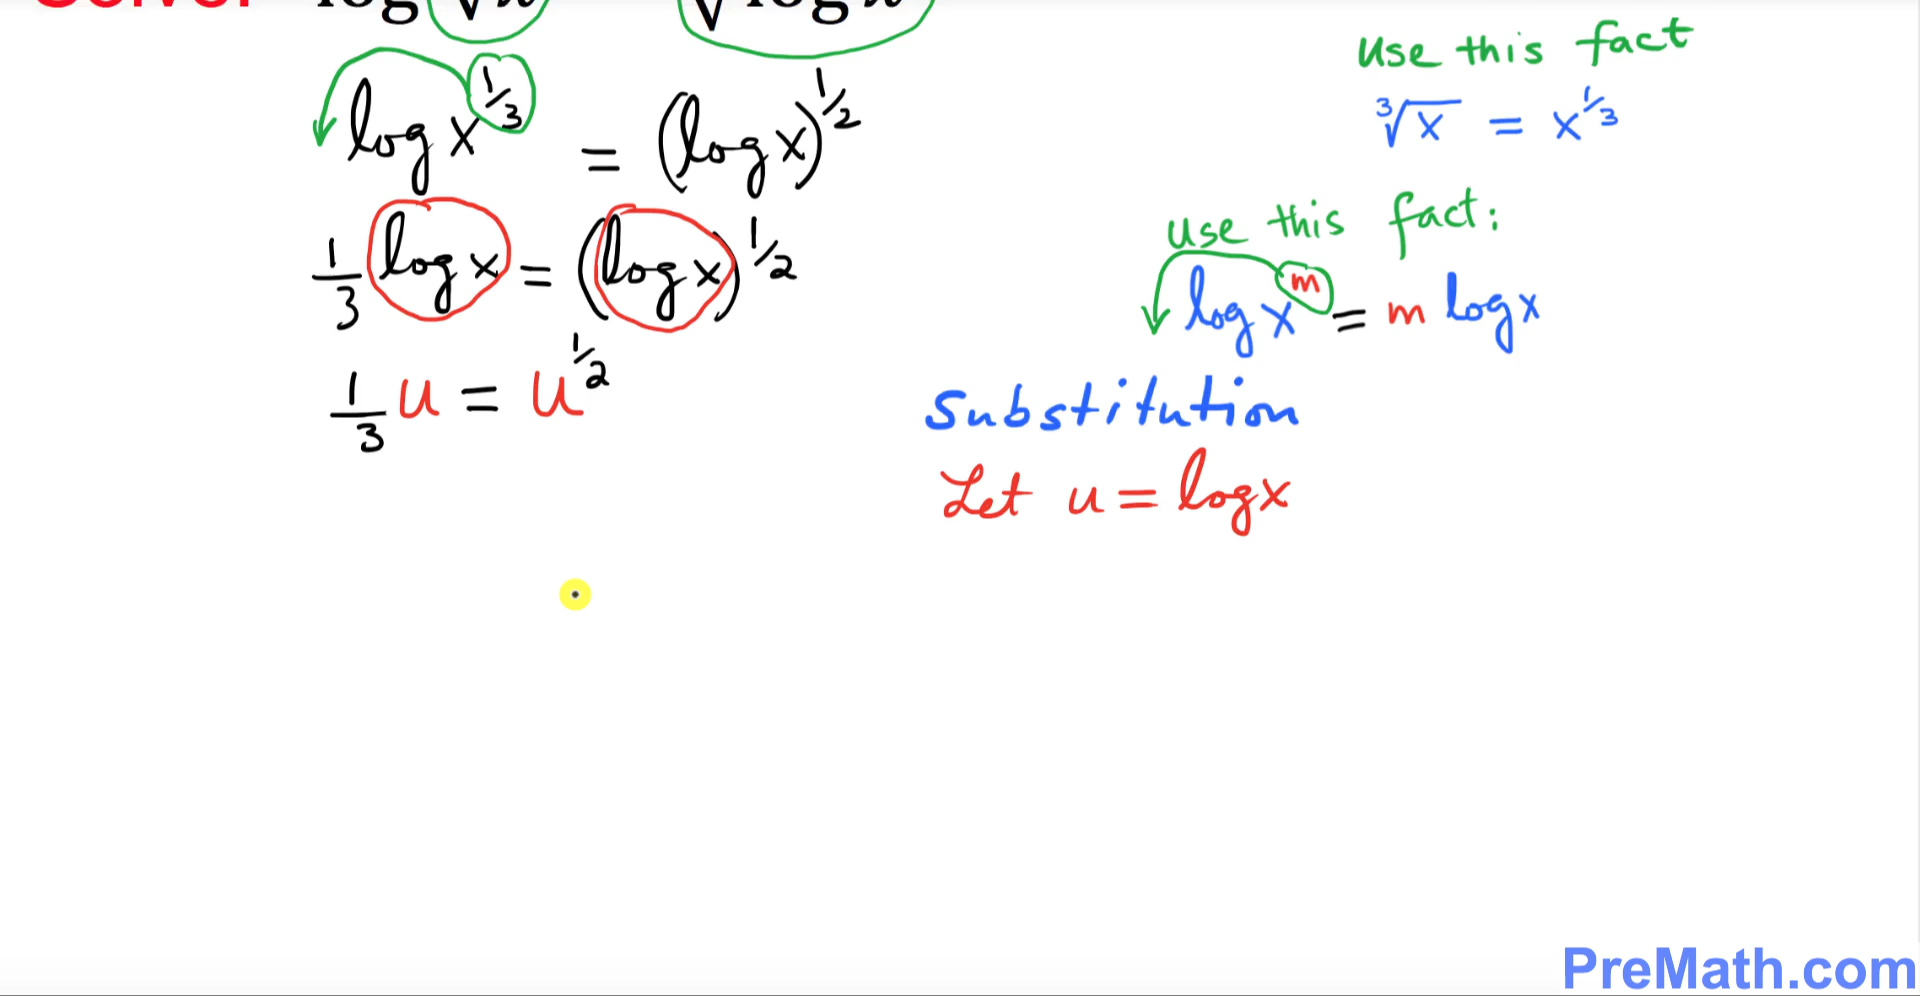 log
use this fact
log x^1/3 = (log x)^1/2
∛x = x^1/3
use this fact:
1/3 log x = (log x)^1/2
log x^m = m log x
1/3 u = u^1/2
Substitution
Let u = log x
PreMath.com